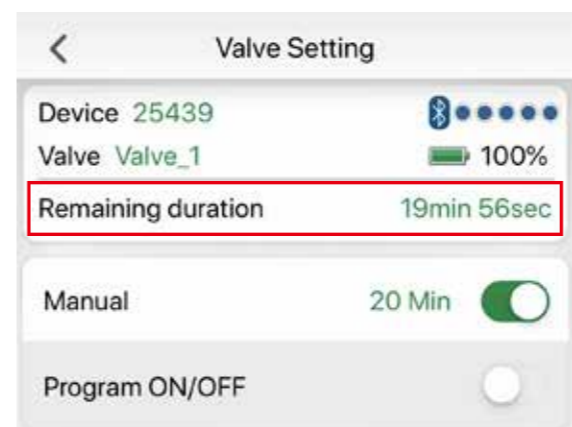 Valve Setting
Device 25439
Valve Valve_1 100%
Remaining duration 19min 56sec
Manual 20 Min
Program ON/OFF